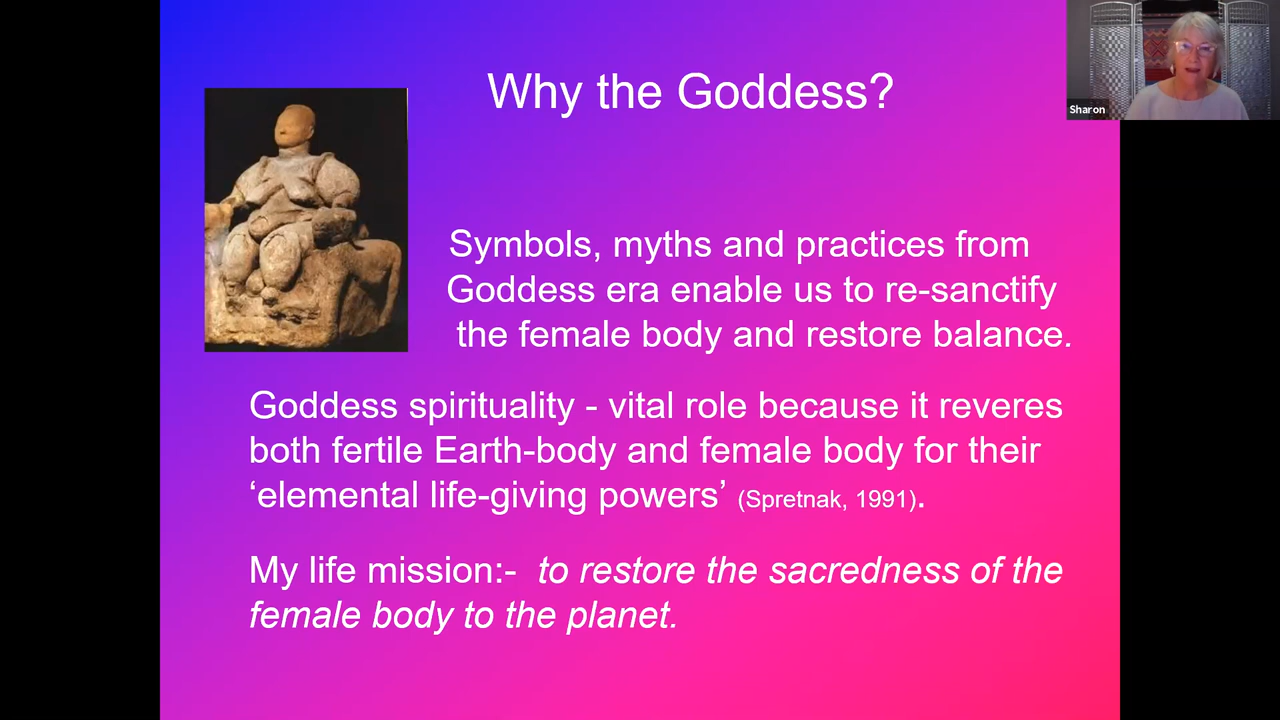 Sharon
Why the Goddess?
Symbols, myths and practices from
Goddess era enable us to re-sanctify
the female body and restore balance.
Goddess spirituality - vital role because it reveres
both fertile Earth-body and female body for their
‘elemental life-giving powers’ (Spretnak, 1991).
My life mission:- to restore the sacredness of the
female body to the planet.